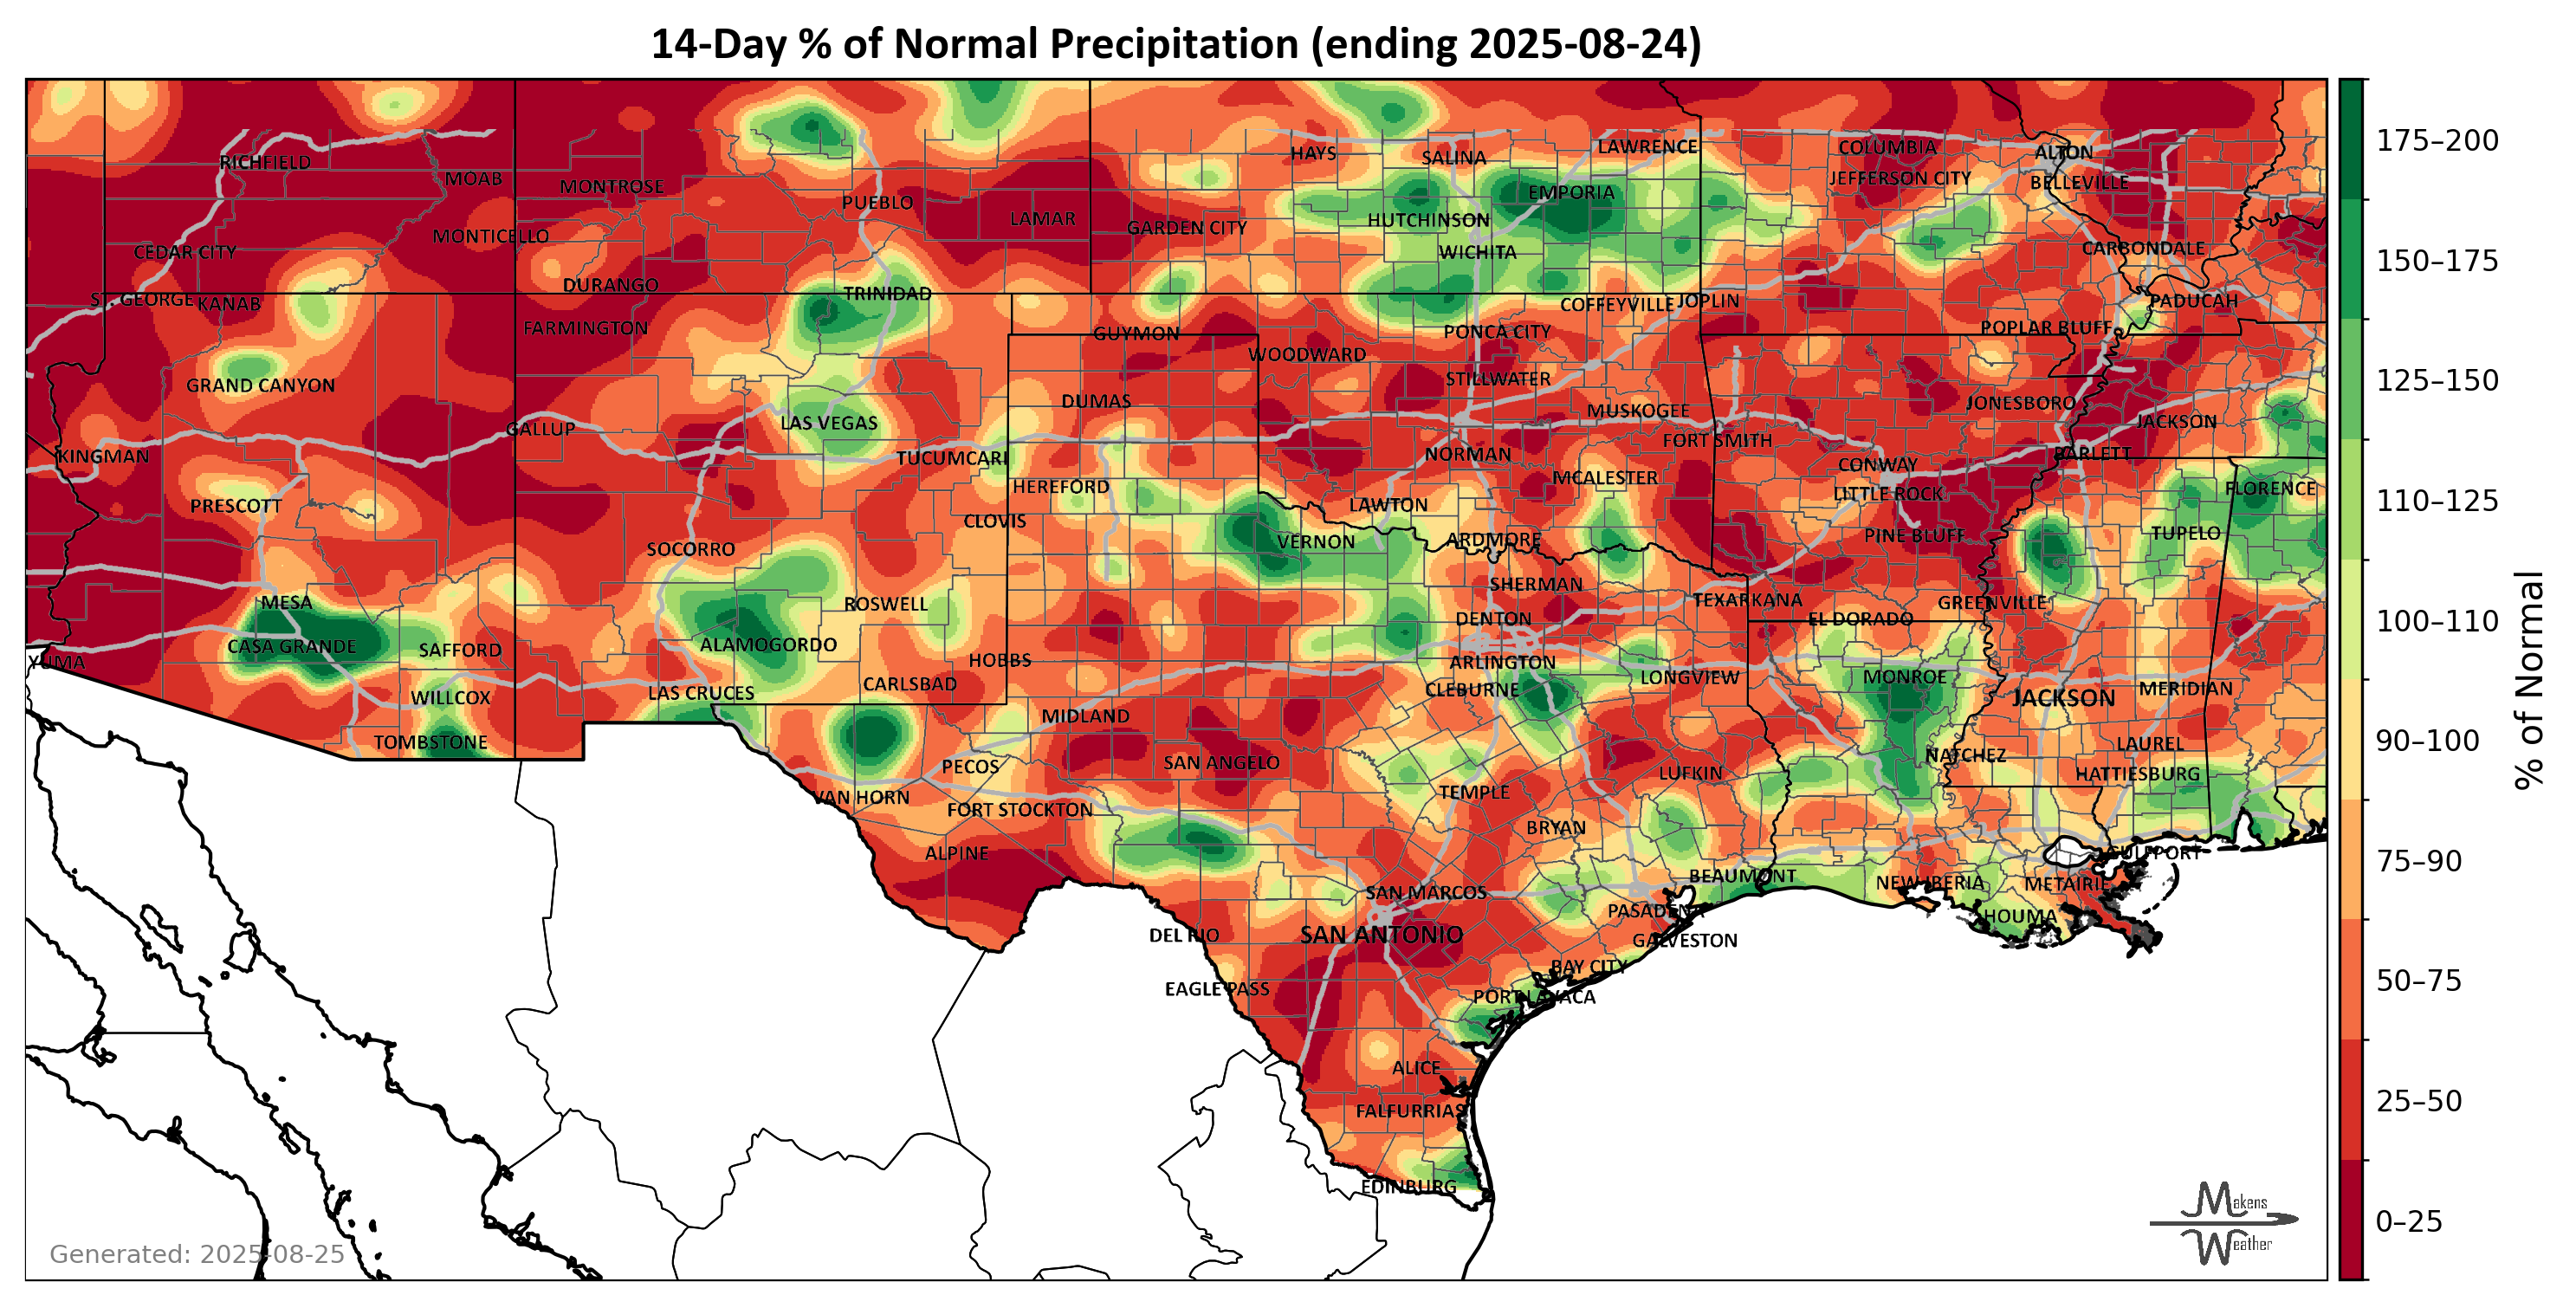 14-Day % of Normal Precipitation (ending 2025-08-24)
HAYS
SALINA
LAWRENCE
COLUMBIA
ALTON
RICHFIELD
MOAB
MONTROSE
JEFFERSON CITY
BELLEVILLE
PUEBLO
EMPORIA
LAMAR
GARDEN CITY
HUTCHINSON
MONTICELLO
CEDAR CITY
WICHITA
CARBONDALE
DURANGO
TRINIDAD
ST. GEORGE
KANAB
COFFEYVILLE
JOPLIN
PADUCAH
FARMINGTON
GUYMON
PONCA CITY
POPLAR BLUFF
WOODWARD
GRAND CANYON
STILLWATER
DUMAS
MUSKOGEE
JONESBORO
LAS VEGAS
GALLUP
JACKSON
FORT SMITH
KINGMAN
TUCUMCARI
NORMAN
BARLETT
CONWAY
HEREFORD
MCALESTER
LITTLE ROCK
FLORENCE
PRESCOTT
LAWTON
CLOVIS
PINE BLUFF
TUPELO
SOCORRO
VERNON
ARDMORE
SHERMAN
MESA
ROSWELL
TEXARKANA
GREENVILLE
DENTON
EL DORADO
CASA GRANDE
SAFFORD
ALAMOGORDO
YUMA
HOBBS
ARLINGTON
LONGVIEW
MONROE
WILLCOX
LAS CRUCES
CARLSBAD
CLEBURNE
JACKSON
MERIDIAN
MIDLAND
TOMBSTONE
LAUREL
PECOS
SAN ANGELO
LUFKIN
NATCHEZ
HATTIESBURG
VAN HORN
FORT STOCKTON
TEMPLE
BRYAN
ALPINE
GULFPORT
BEAUMONT
NEW IBERIA
METAIRIE
SAN MARCOS
PASADENA
HOUMA
DEL RIO
SAN ANTONIO
GALVESTON
BAY CITY
EAGLE PASS
PORT LAVACA
ALICE
FALFURRIAS
EDINBURG
Generated: 2025-08-25
Makens
Weather
175–200
150–175
125–150
110–125
100–110
90–100
75–90
50–75
25–50
0–25
% of Normal